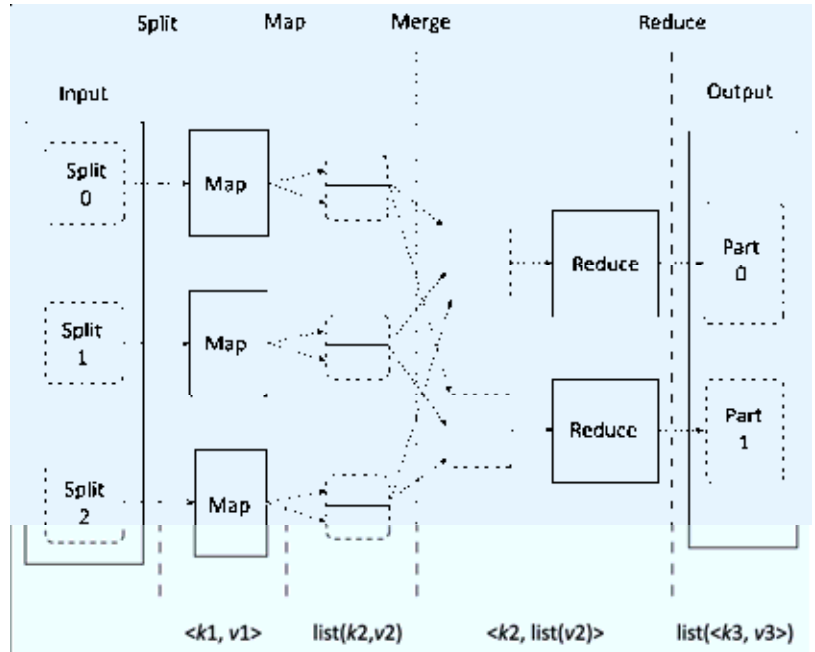 Split Map Merge Reduce
Input
Output
Split
0
Map
Split
1
Map
Split
2
Map
Reduce
Part
0
Reduce
Part
1
<k1, v1> list(k2,v2) <k2, list(v2)> list(<k3, v3>)